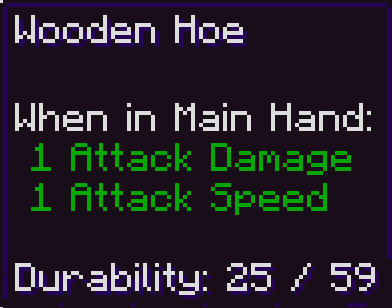 Wooden Hoe
When in Main Hand:
1 Attack Damage
1 Attack Speed
Durability: 25 / 59